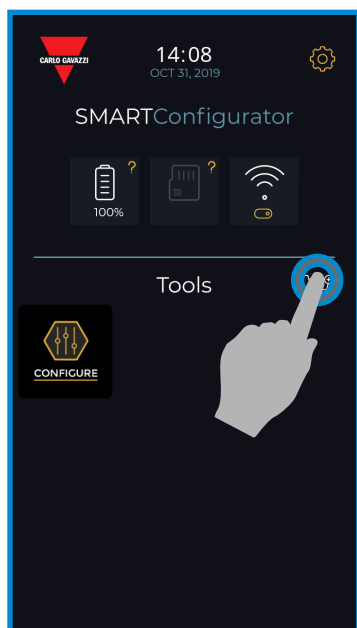 CARLO GAVAZZI
14:08
OCT 31, 2019
SMARTConfigurator
?
?
100%
SD
Tools
CONFIGURE